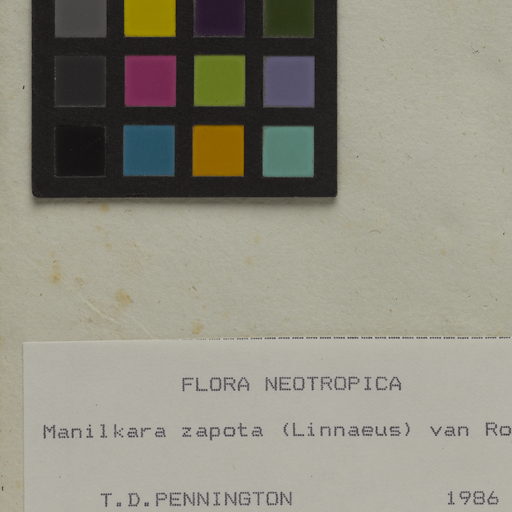 FLORA NEOTROPICA
Manilkara zapota (Linnaeus) van Ro
T.D.PENNINGTON 1986